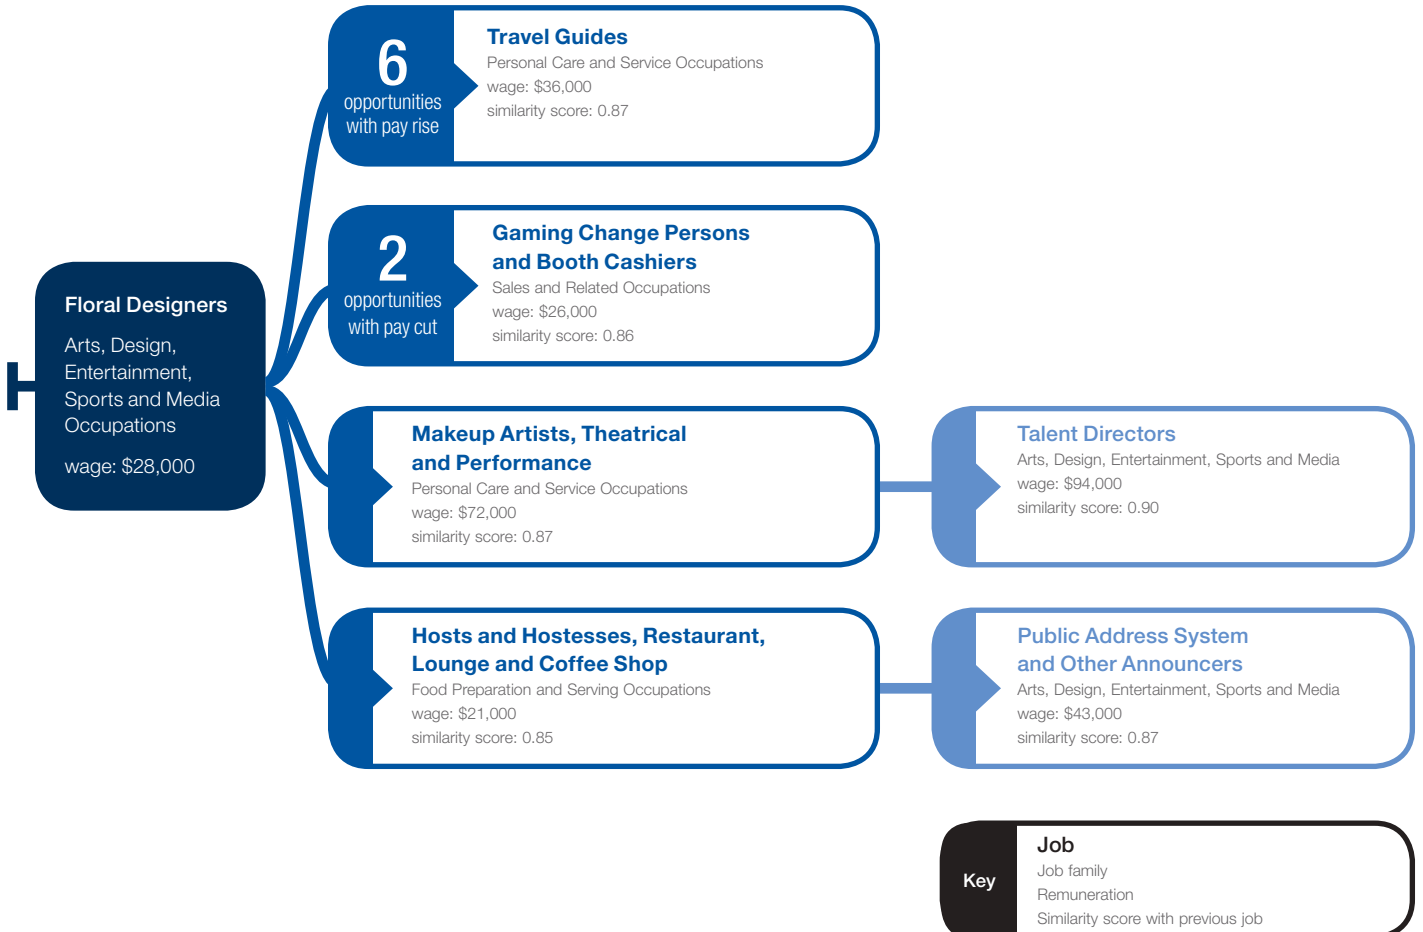 6
opportunities
with pay rise
Travel Guides
Personal Care and Service Occupations
wage: $36,000
similarity score: 0.87
2
opportunities
with pay cut
Gaming Change Persons
and Booth Cashiers
Sales and Related Occupations
wage: $26,000
similarity score: 0.86
Floral Designers
Arts, Design,
Entertainment,
Sports and Media
Occupations
wage: $28,000
Makeup Artists, Theatrical
and Performance
Personal Care and Service Occupations
wage: $72,000
similarity score: 0.87
Talent Directors
Arts, Design, Entertainment, Sports and Media
wage: $94,000
similarity score: 0.90
Hosts and Hostesses, Restaurant,
Lounge and Coffee Shop
Food Preparation and Serving Occupations
wage: $21,000
similarity score: 0.85
Public Address System
and Other Announcers
Arts, Design, Entertainment, Sports and Media
wage: $43,000
similarity score: 0.87
Key
Job
Job family
Remuneration
Similarity score with previous job